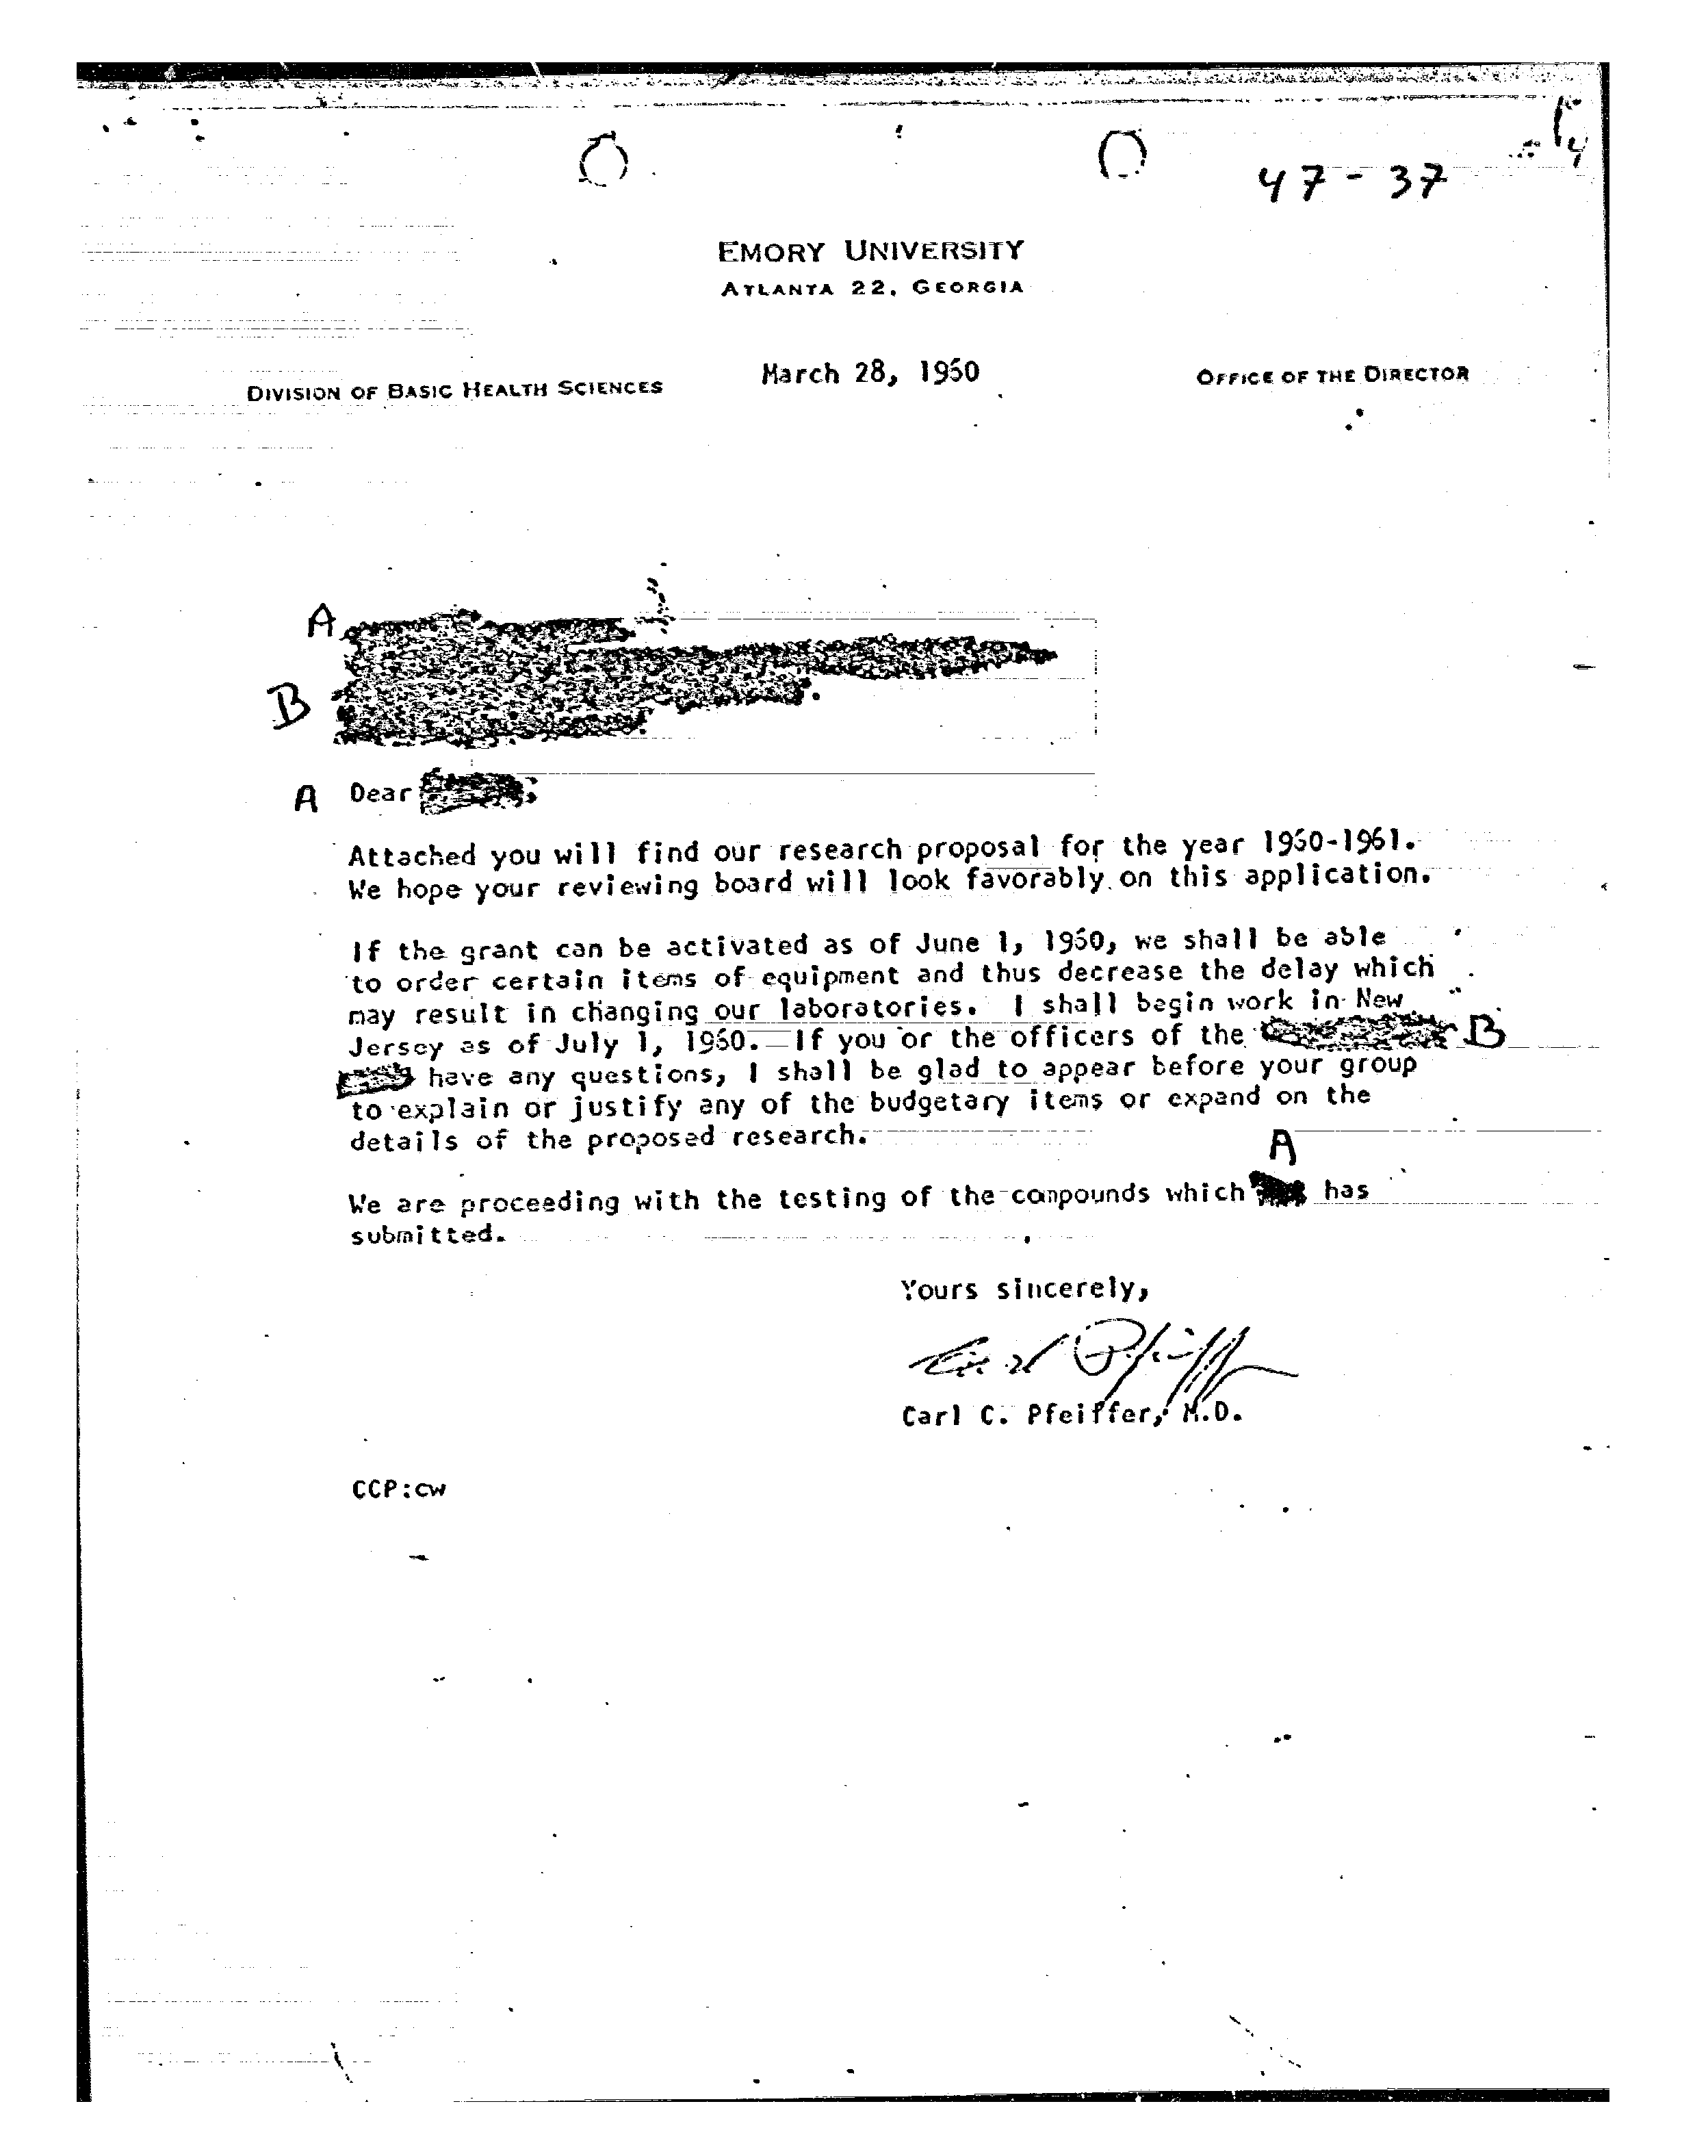 47-37
EMORY UNIVERSITY
ATLANTA 22, GEORGIA
March 28, 1960
DIVISION OF BASIC HEALTH SCIENCES
OFFICE OF THE DIRECTOR
A
B
A Dear
Attached you will find our research proposal for the year 1960-1961.
We hope your reviewing board will look favorably on this application.
If the grant can be activated as of June 1, 1960, we shall be able
to order certain items of equipment and thus decrease the delay which
may result in changing our laboratories. I shall begin work in New
Jersey as of July 1, 1960. If you or the officers of the B
have any questions, I shall be glad to appear before your group
to explain or justify any of the budgetary items or expand on the
details of the proposed research.
A
We are proceeding with the testing of the compounds which has
submitted.
Yours sincerely,
Carl Pfeiffer
Carl C. Pfeiffer, M.D.
CCP:cw